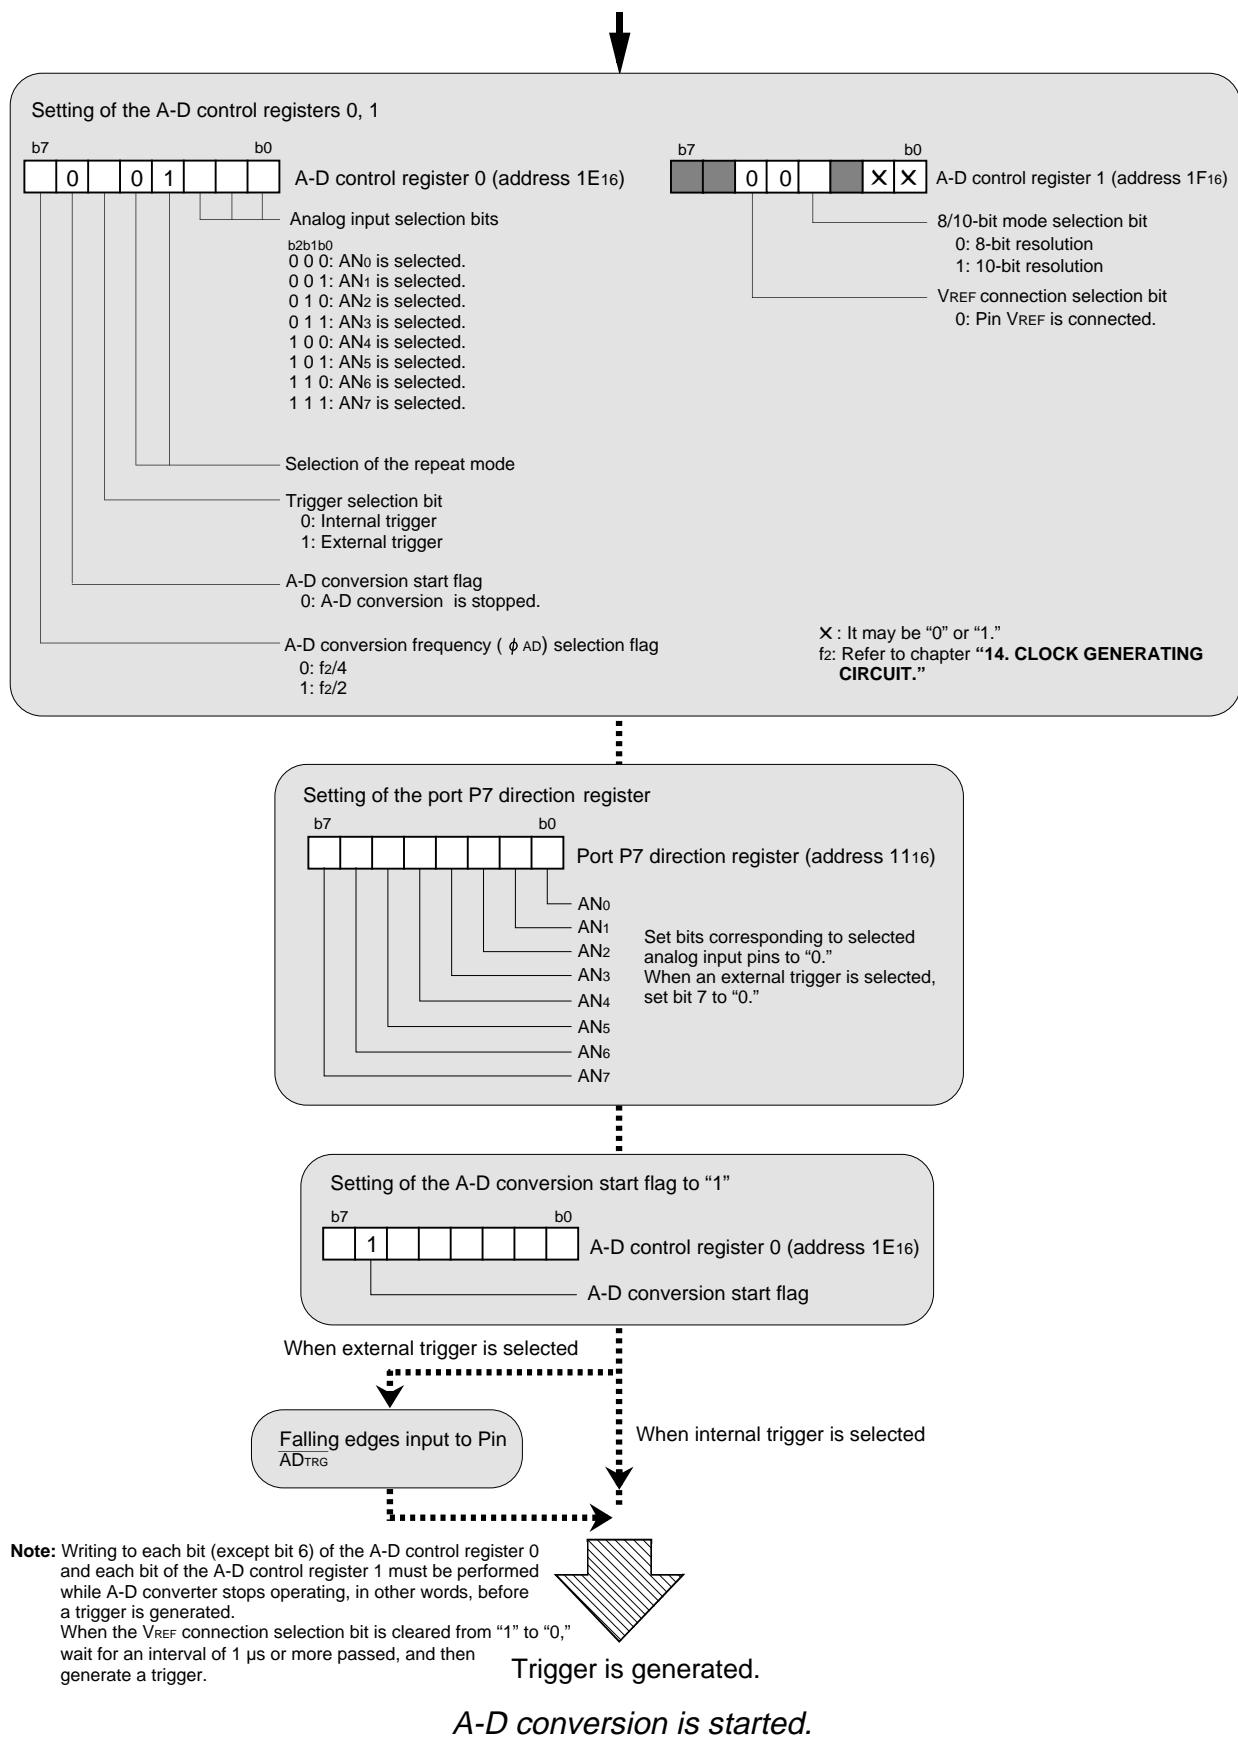 Setting of the A-D control registers 0, 1
b7 b0
0 0 1 A-D control register 0 (address 1E16)
Analog input selection bits
b2b1b0
0 0 0: AN0 is selected.
0 0 1: AN1 is selected.
0 1 0: AN2 is selected.
0 1 1: AN3 is selected.
1 0 0: AN4 is selected.
1 0 1: AN5 is selected.
1 1 0: AN6 is selected.
1 1 1: AN7 is selected.
Selection of the repeat mode
Trigger selection bit
0: Internal trigger
1: External trigger
A-D conversion start flag
0: A-D conversion is stopped.
A-D conversion frequency ( ϕ AD) selection flag
0: f2/4
1: f2/2
b7 b0
0 0 ✕ ✕ A-D control register 1 (address 1F16)
8/10-bit mode selection bit
0: 8-bit resolution
1: 10-bit resolution
VREF connection selection bit
0: Pin VREF is connected.
✕ : It may be “0” or “1.”
f2: Refer to chapter “14. CLOCK GENERATING
CIRCUIT.”
Setting of the port P7 direction register
b7 b0
Port P7 direction register (address 1116)
AN0
AN1
AN2
AN3
AN4
AN5
AN6
AN7
Set bits corresponding to selected
analog input pins to “0.”
When an external trigger is selected,
set bit 7 to “0.”
Setting of the A-D conversion start flag to “1”
b7 b0
1 A-D control register 0 (address 1E16)
A-D conversion start flag
When external trigger is selected
Falling edges input to Pin
ADTRG
When internal trigger is selected
Note: Writing to each bit (except bit 6) of the A-D control register 0
and each bit of the A-D control register 1 must be performed
while A-D converter stops operating, in other words, before
a trigger is generated.
When the VREF connection selection bit is cleared from “1” to “0,”
wait for an interval of 1 µs or more passed, and then
generate a trigger.
Trigger is generated.
A-D conversion is started.